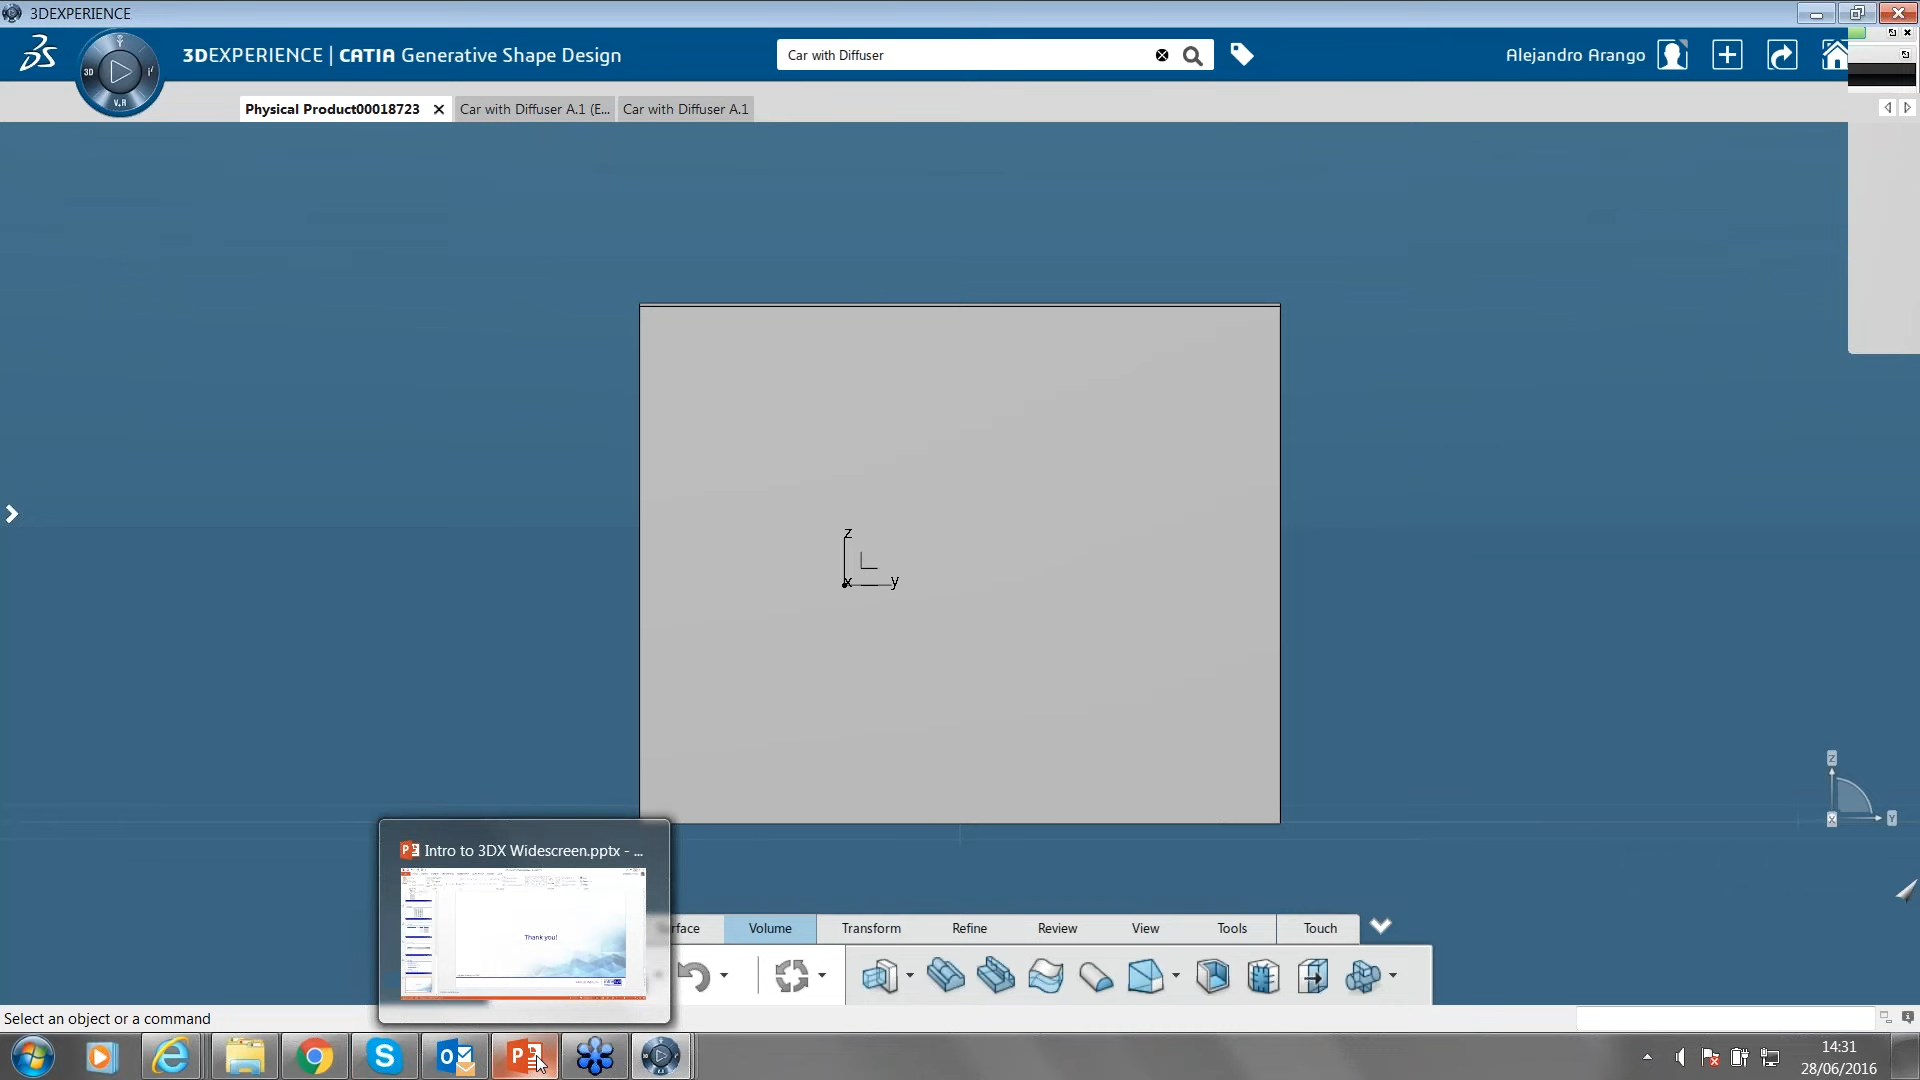 3DEXPERIENCE
3DEXPERIENCE | CATIA Generative Shape Design
Car with Diffuser
Alejandro Arango
3D
V.R
Physical Product00018723
Car with Diffuser A.1 (E...
Car with Diffuser A.1
z
x
y
Z
X
Y
Intro to 3DX Widescreen.pptx - ...
Thank you!
rface
Volume
Transform
Refine
Review
View
Tools
Touch
Select an object or a command
14:31
28/06/2016